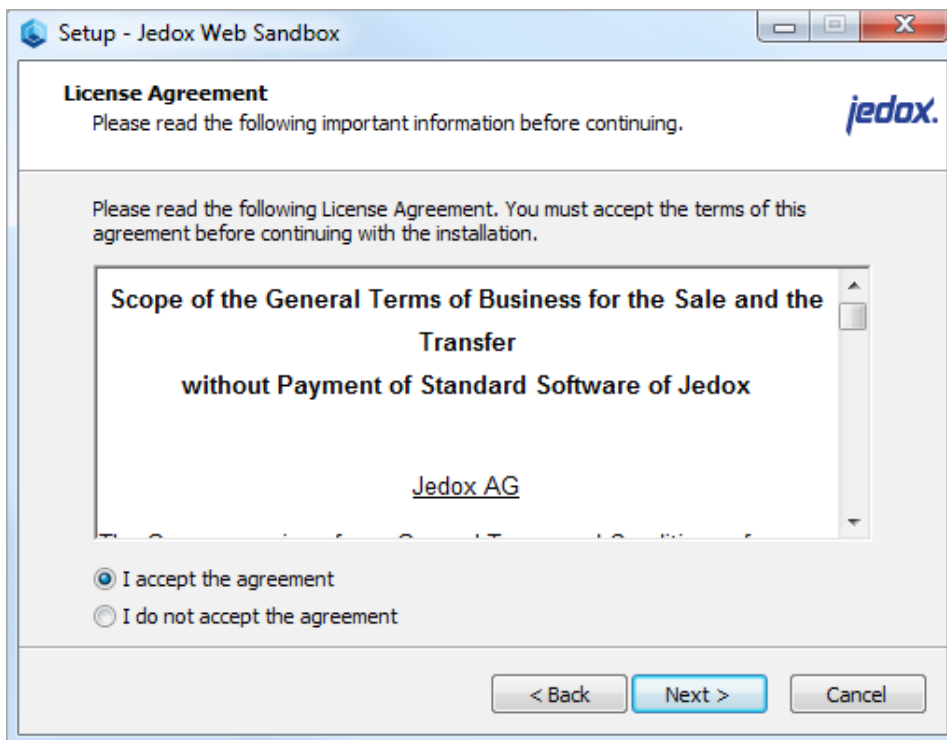 Setup - Jedox Web Sandbox
License Agreement
Please read the following important information before continuing.
jedox.
Please read the following License Agreement. You must accept the terms of this
agreement before continuing with the installation.
Scope of the General Terms of Business for the Sale and the
Transfer
without Payment of Standard Software of Jedox
Jedox AG
I accept the agreement
I do not accept the agreement
< Back
Next >
Cancel